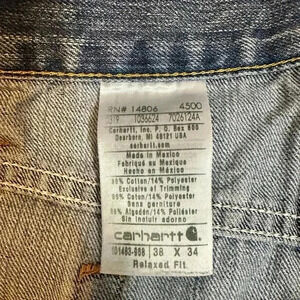 RN# 14806 4500
319 1036624 7026124A
Carhartt, Inc. P.O. Box 600
Dearborn, MI 48121 USA
carhartt.com
Made in Mexico
Fabriqué au Mexique
Hecho en México
86% Cotton/14% Polyester
Exclusive of Trimming
86% Coton/14% Polyester
Sans garniture
86% Algodón/14% Poliéster
Sin incluir adorno
carhartt
38 X 34
Relaxed Fit